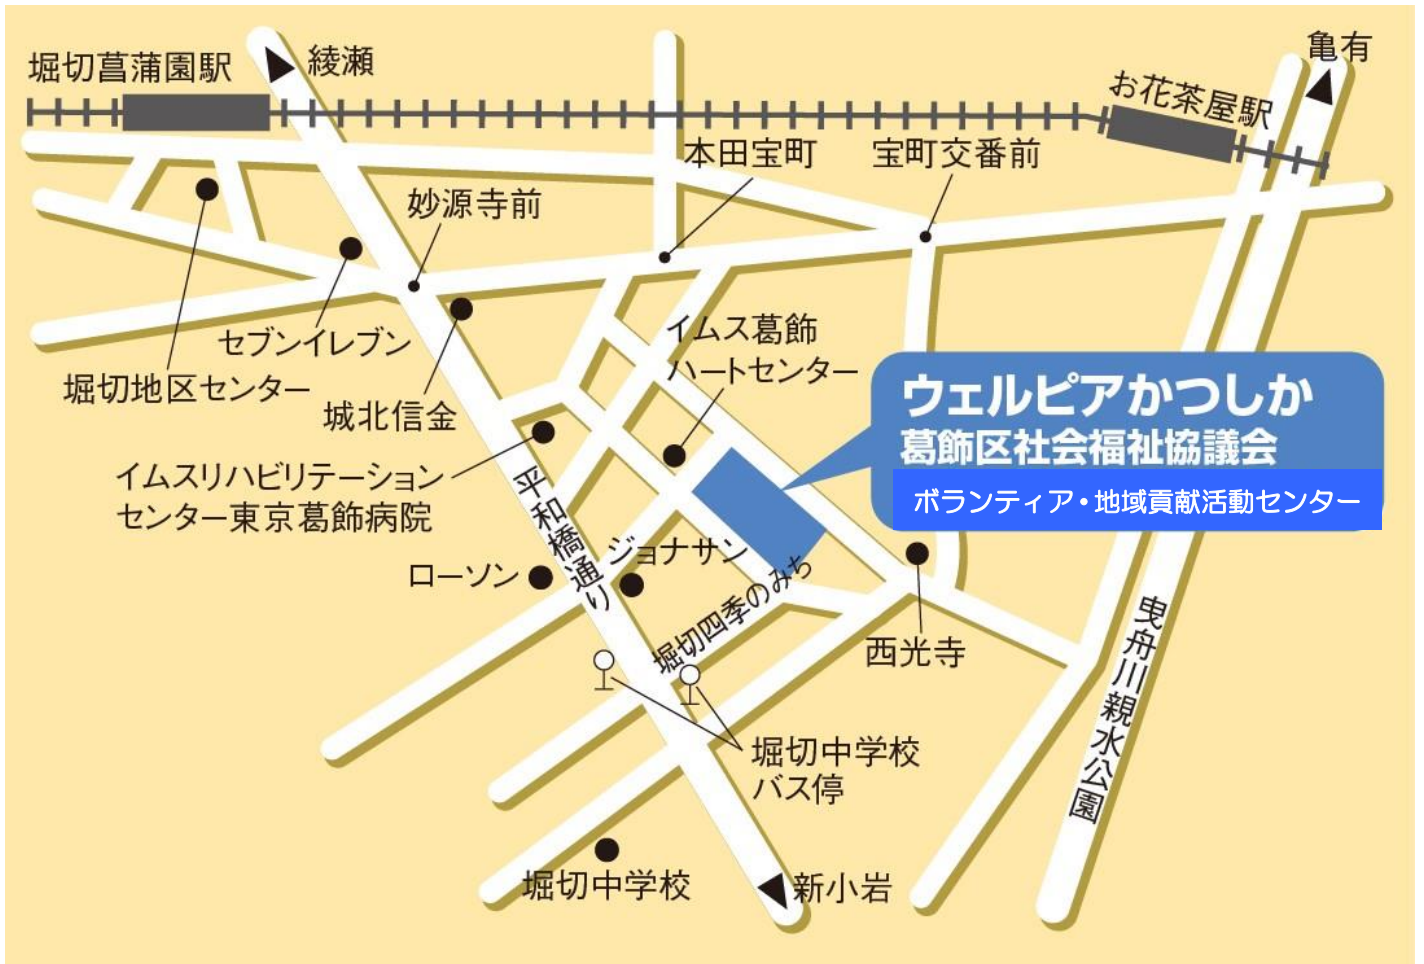 亀有
綾瀬
堀切菖蒲園駅
お花茶屋駅
本田宝町
宝町交番前
妙源寺前
セブンイレブン
イムス葛飾
ハートセンター
堀切地区センター
城北信金
ウェルピアかつしか
葛飾区社会福祉協議会
ボランティア・地域貢献活動センター
イムスリハビリテーション
センター東京葛飾病院
平和橋通り
ジョナサン
ローソン
堀切四季のみち
西光寺
曳舟川親水公園
堀切中学校
バス停
堀切中学校
新小岩